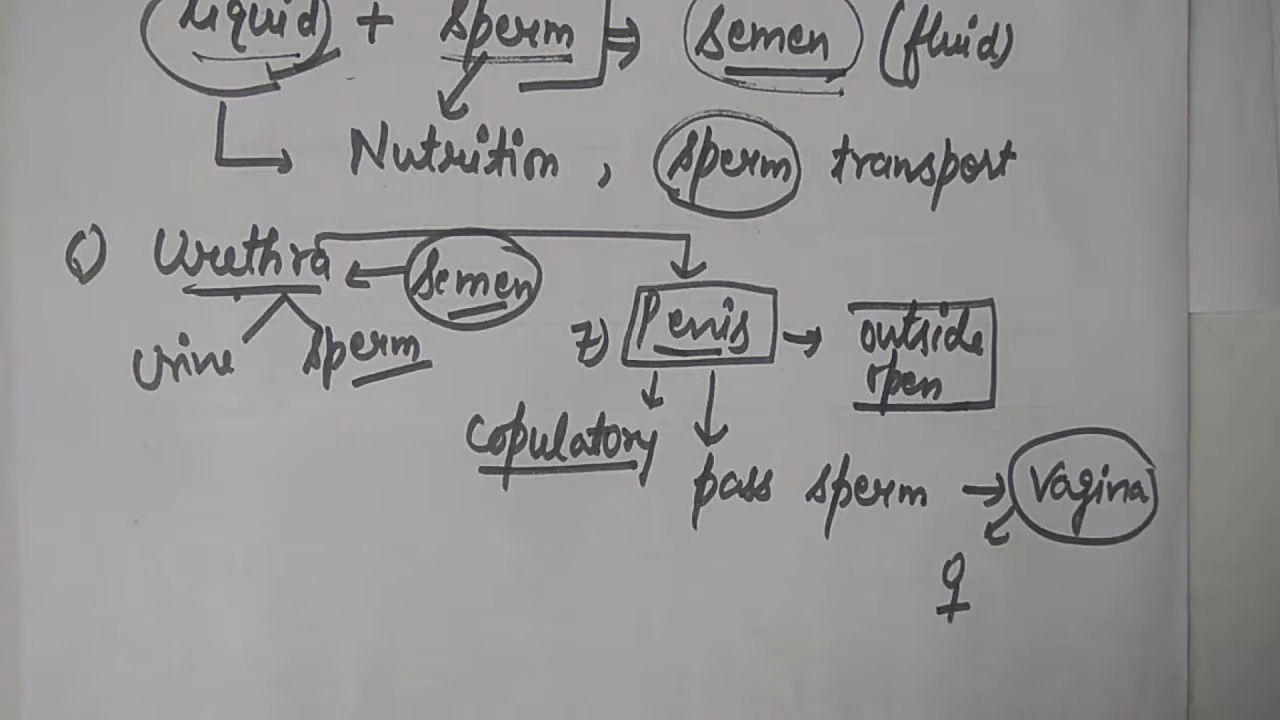 Liquid + Sperm ⇒ Semen (fluid)
Nutrition, sperm transport
Urethra ← Semen
Urine sperm
7) Penis → outside open
Copulatory
pass sperm → Vagina
♀